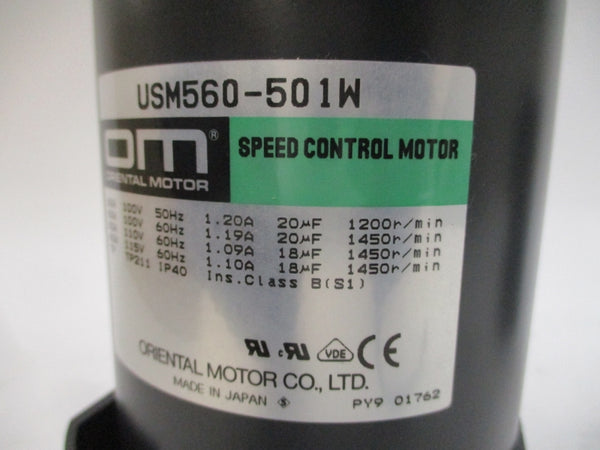 USM560-501W
OM®
ORIENTAL MOTOR
SPEED CONTROL MOTOR
100V 50Hz 1.20A 20µF 1200r/min
100V 60Hz 1.19A 20µF 1450r/min
110V 60Hz 1.09A 18µF 1450r/min
115V 60Hz 1.10A 18µF 1450r/min
TP211 IP40 Ins.Class B(S1)
c VDE CE
ORIENTAL MOTOR CO., LTD.
MADE IN JAPAN S PY9 01762